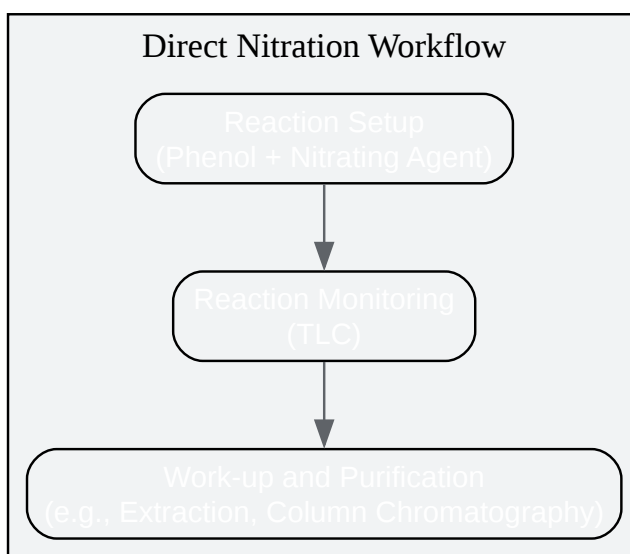 Direct Nitration Workflow
Reaction Setup
(Phenol + Nitrating Agent)
Reaction Monitoring
(TLC)
Work-up and Purification
(e.g., Extraction, Column Chromatography)